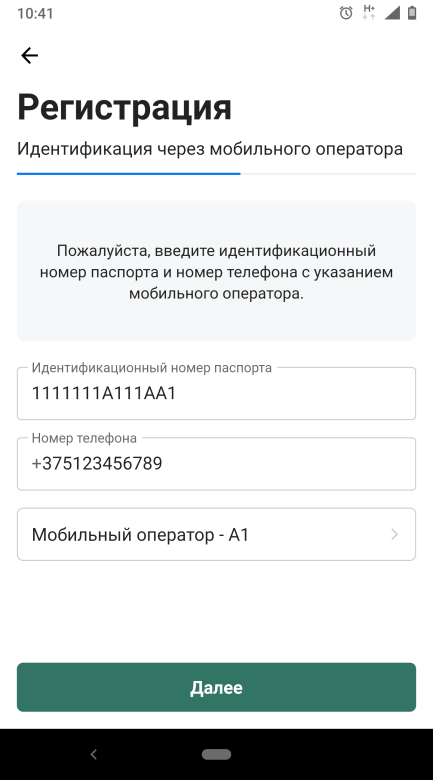 10:41
H+
Регистрация
Идентификация через мобильного оператора
Пожалуйста, введите идентификационный
номер паспорта и номер телефона с указанием
мобильного оператора.
Идентификационный номер паспорта
1111111A111AA1
Номер телефона
+375123456789
Мобильный оператор - A1
Далее